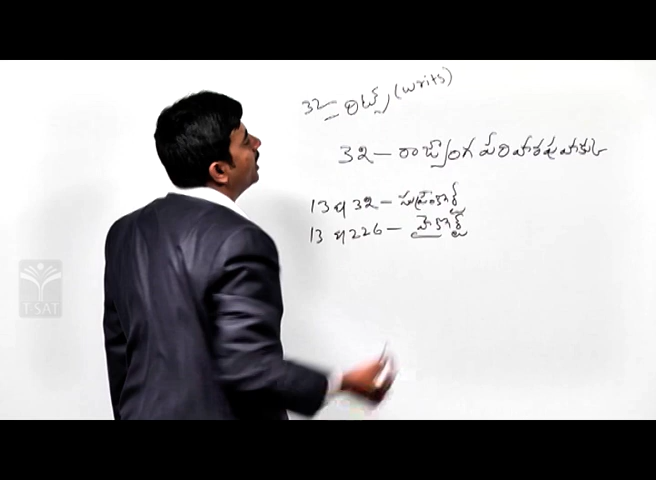 32 - రిట్స్ (writs)
32 - రాజ్యాంగ పరిహారపు హక్కు
13 & 32 - సుప్రీంకోర్ట్
13 & 226 - హైకోర్ట్
T-SAT